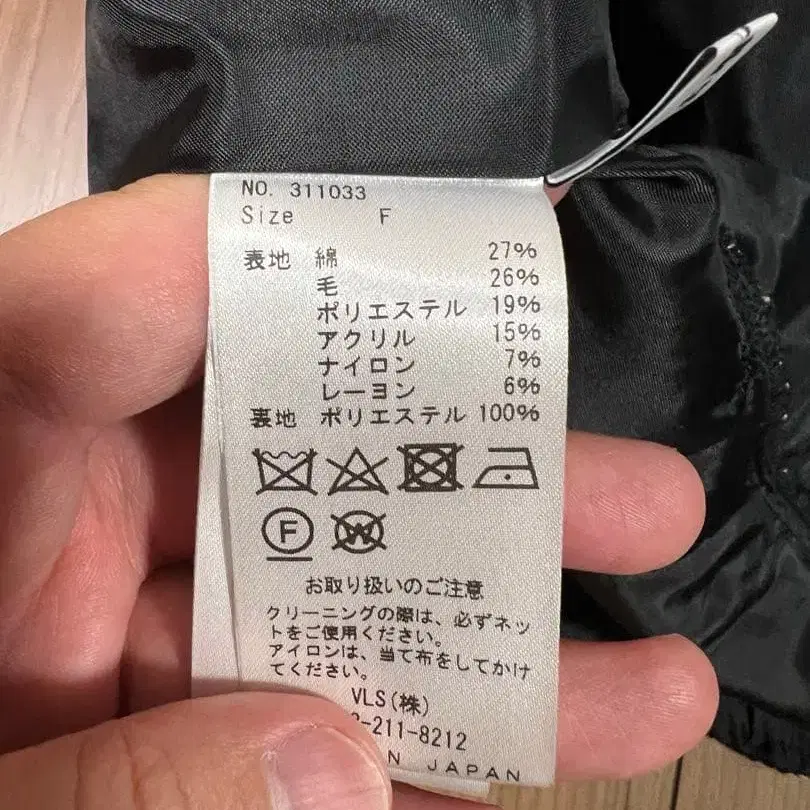 NO. 311033
Size F
表地 綿 27%
毛 26%
ポリエステル 19%
アクリル 15%
ナイロン 7%
レーヨン 6%
裏地 ポリエステル 100%
F W
お取り扱いのご注意
クリーニングの際は、必ずネッ
トをご使用ください。
アイロンは、当て布をしてかけ
てください。
VLS(株)
-211-8212
JAPAN